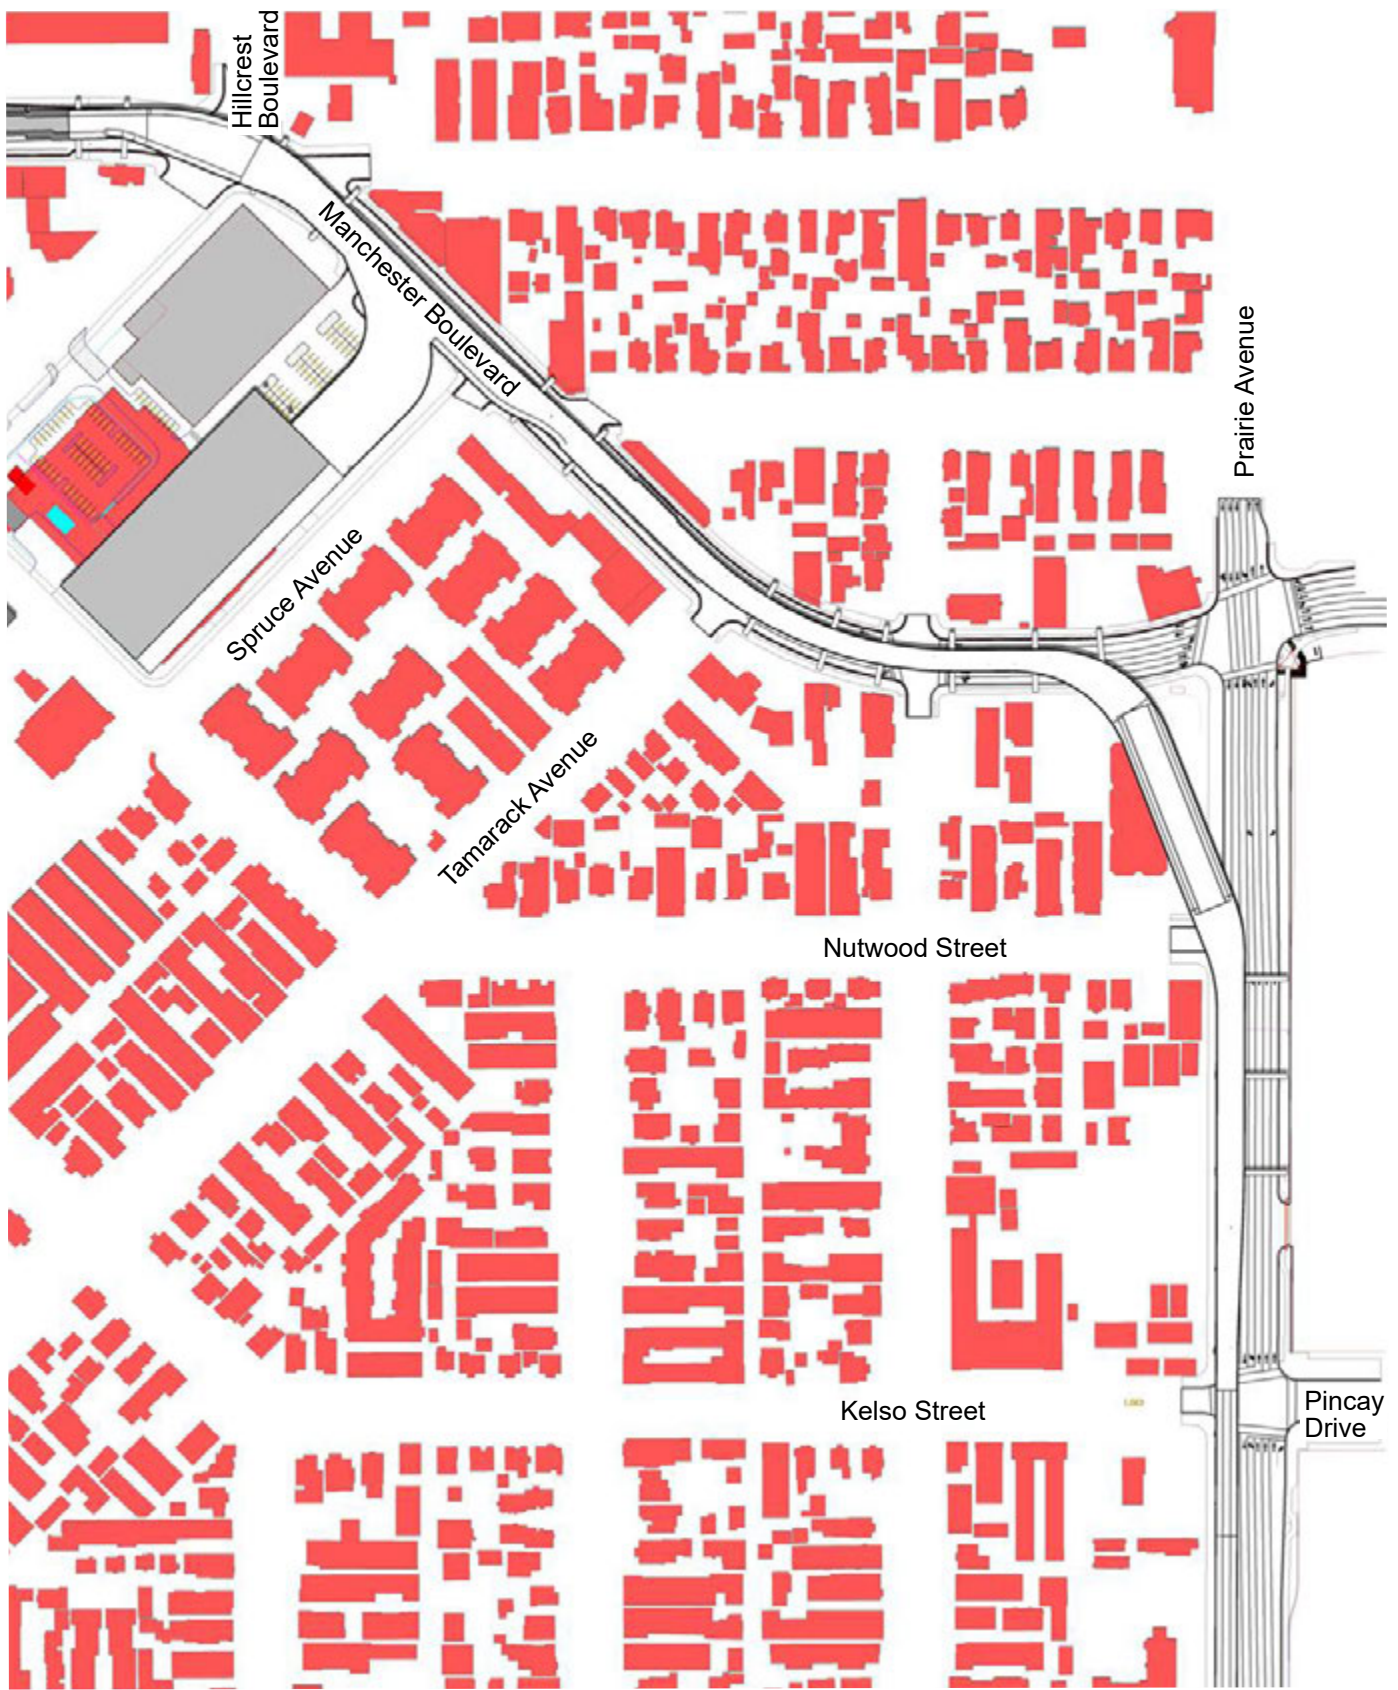 Hillcrest
Boulevard
Manchester Boulevard
Prairie Avenue
Spruce Avenue
Tamarack Avenue
Nutwood Street
Kelso Street
Pincay
Drive